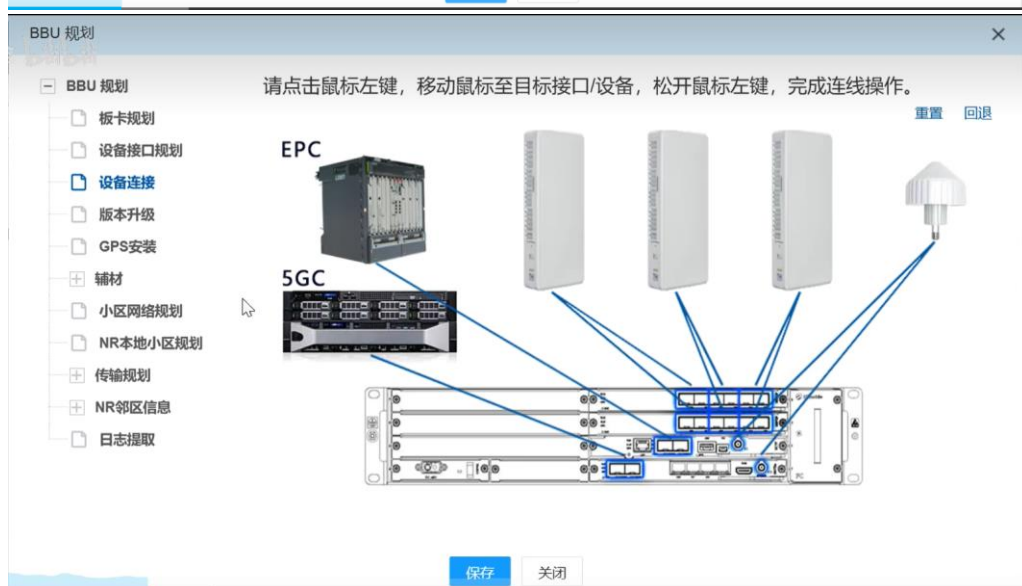 BBU 规划
BBU 规划
板卡规划
设备接口规划
设备连接
版本升级
GPS安装
辅材
小区网络规划
NR本地小区规划
传输规划
NR邻区信息
日志提取
请点击鼠标左键，移动鼠标至目标接口/设备，松开鼠标左键，完成连线操作。
重置 回退
EPC
5GC
保存 关闭